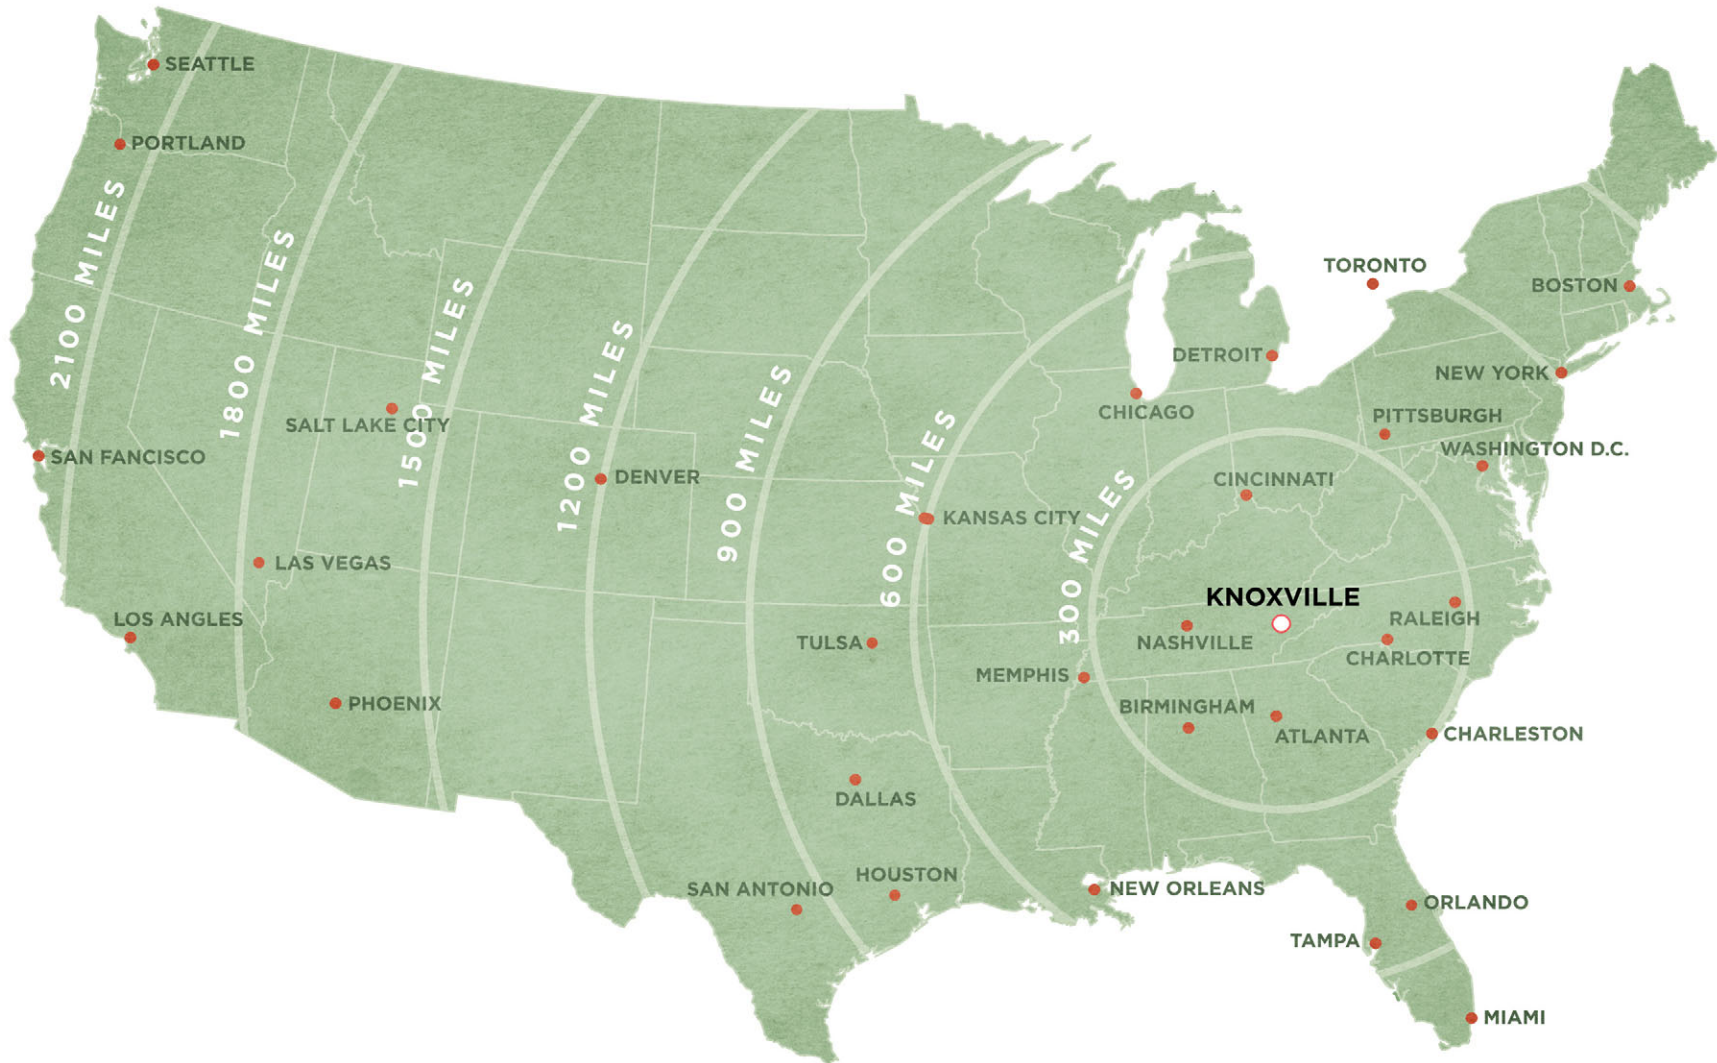 SEATTLE
PORTLAND
2100 MILES
1800 MILES
1500 MILES
1200 MILES
900 MILES
600 MILES
300 MILES
TORONTO
BOSTON
DETROIT
NEW YORK
CHICAGO
PITTSBURGH
SALT LAKE CITY
WASHINGTON D.C.
SAN FANCISCO
DENVER
CINCINNATI
KANSAS CITY
LAS VEGAS
KNOXVILLE
LOS ANGLES
RALEIGH
TULSA
NASHVILLE
CHARLOTTE
MEMPHIS
PHOENIX
BIRMINGHAM
ATLANTA
CHARLESTON
DALLAS
HOUSTON
SAN ANTONIO
NEW ORLEANS
ORLANDO
TAMPA
MIAMI